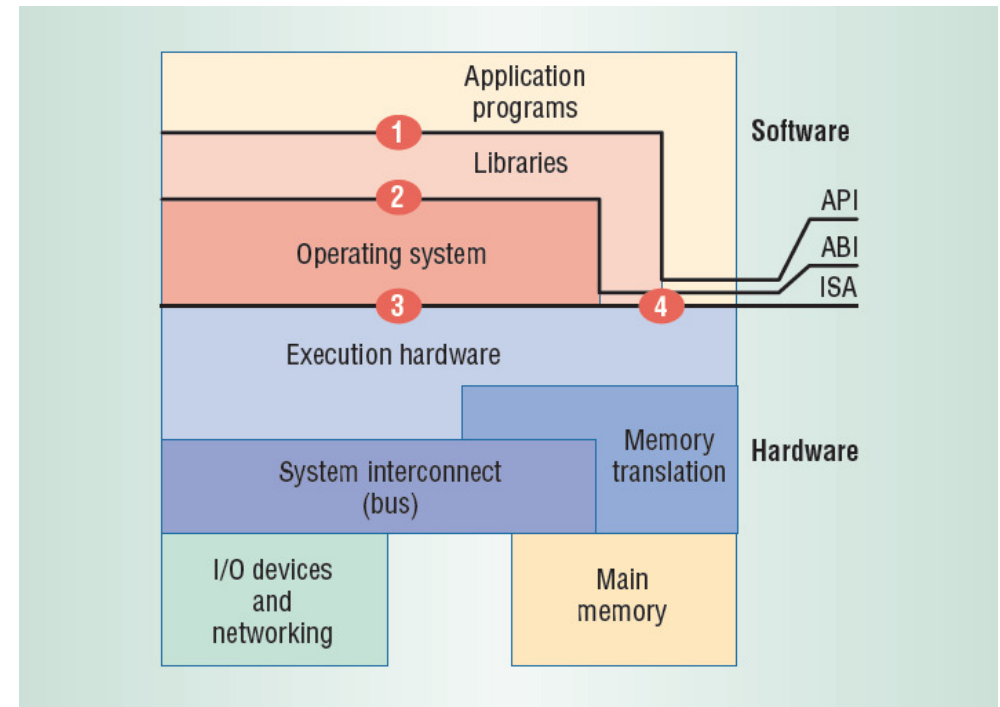 Application
programs
1
Software
Libraries
2
API
Operating system
ABI
ISA
3
4
Execution hardware
Memory
translation
Hardware
System interconnect
(bus)
I/O devices
and
networking
Main
memory